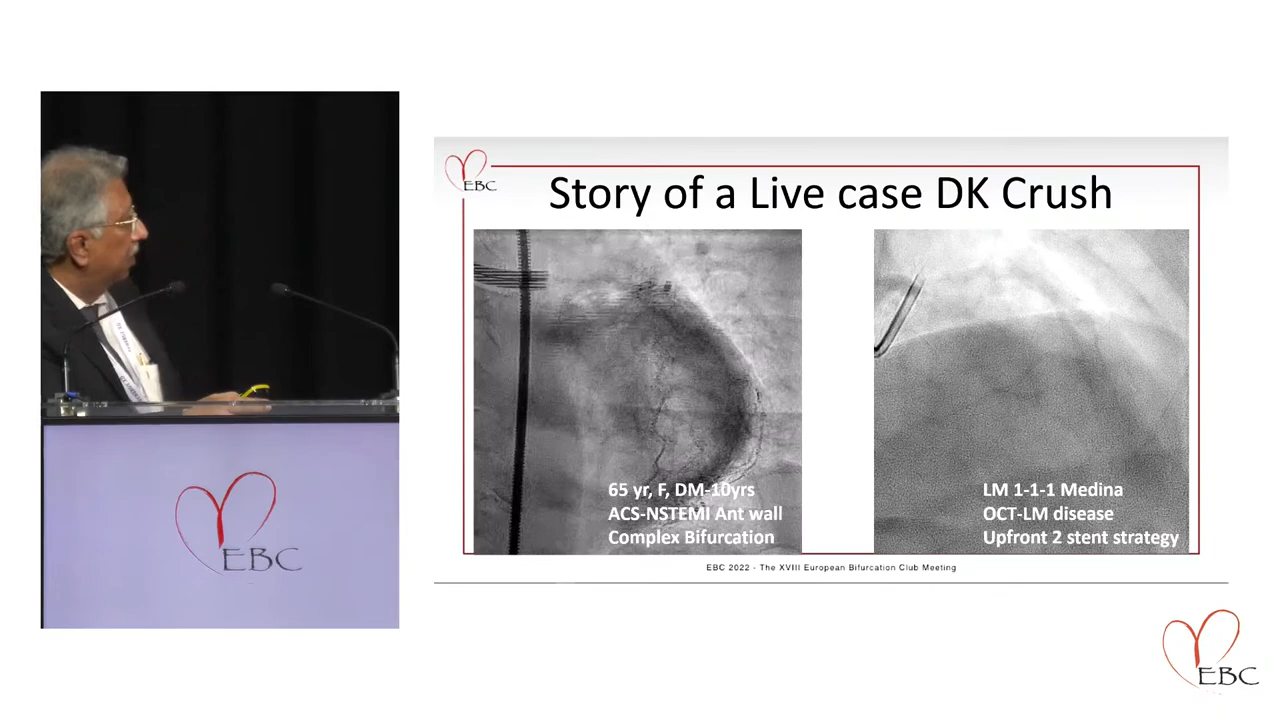 EBC
Story of a Live case DK Crush
65 yr, F, DM-10yrs
ACS-NSTEMI Ant wall
Complex Bifurcation
LM 1-1-1 Medina
OCT-LM disease
Upfront 2 stent strategy
EBC 2022 - The XVIII European Bifurcation Club Meeting
EBC
EBC